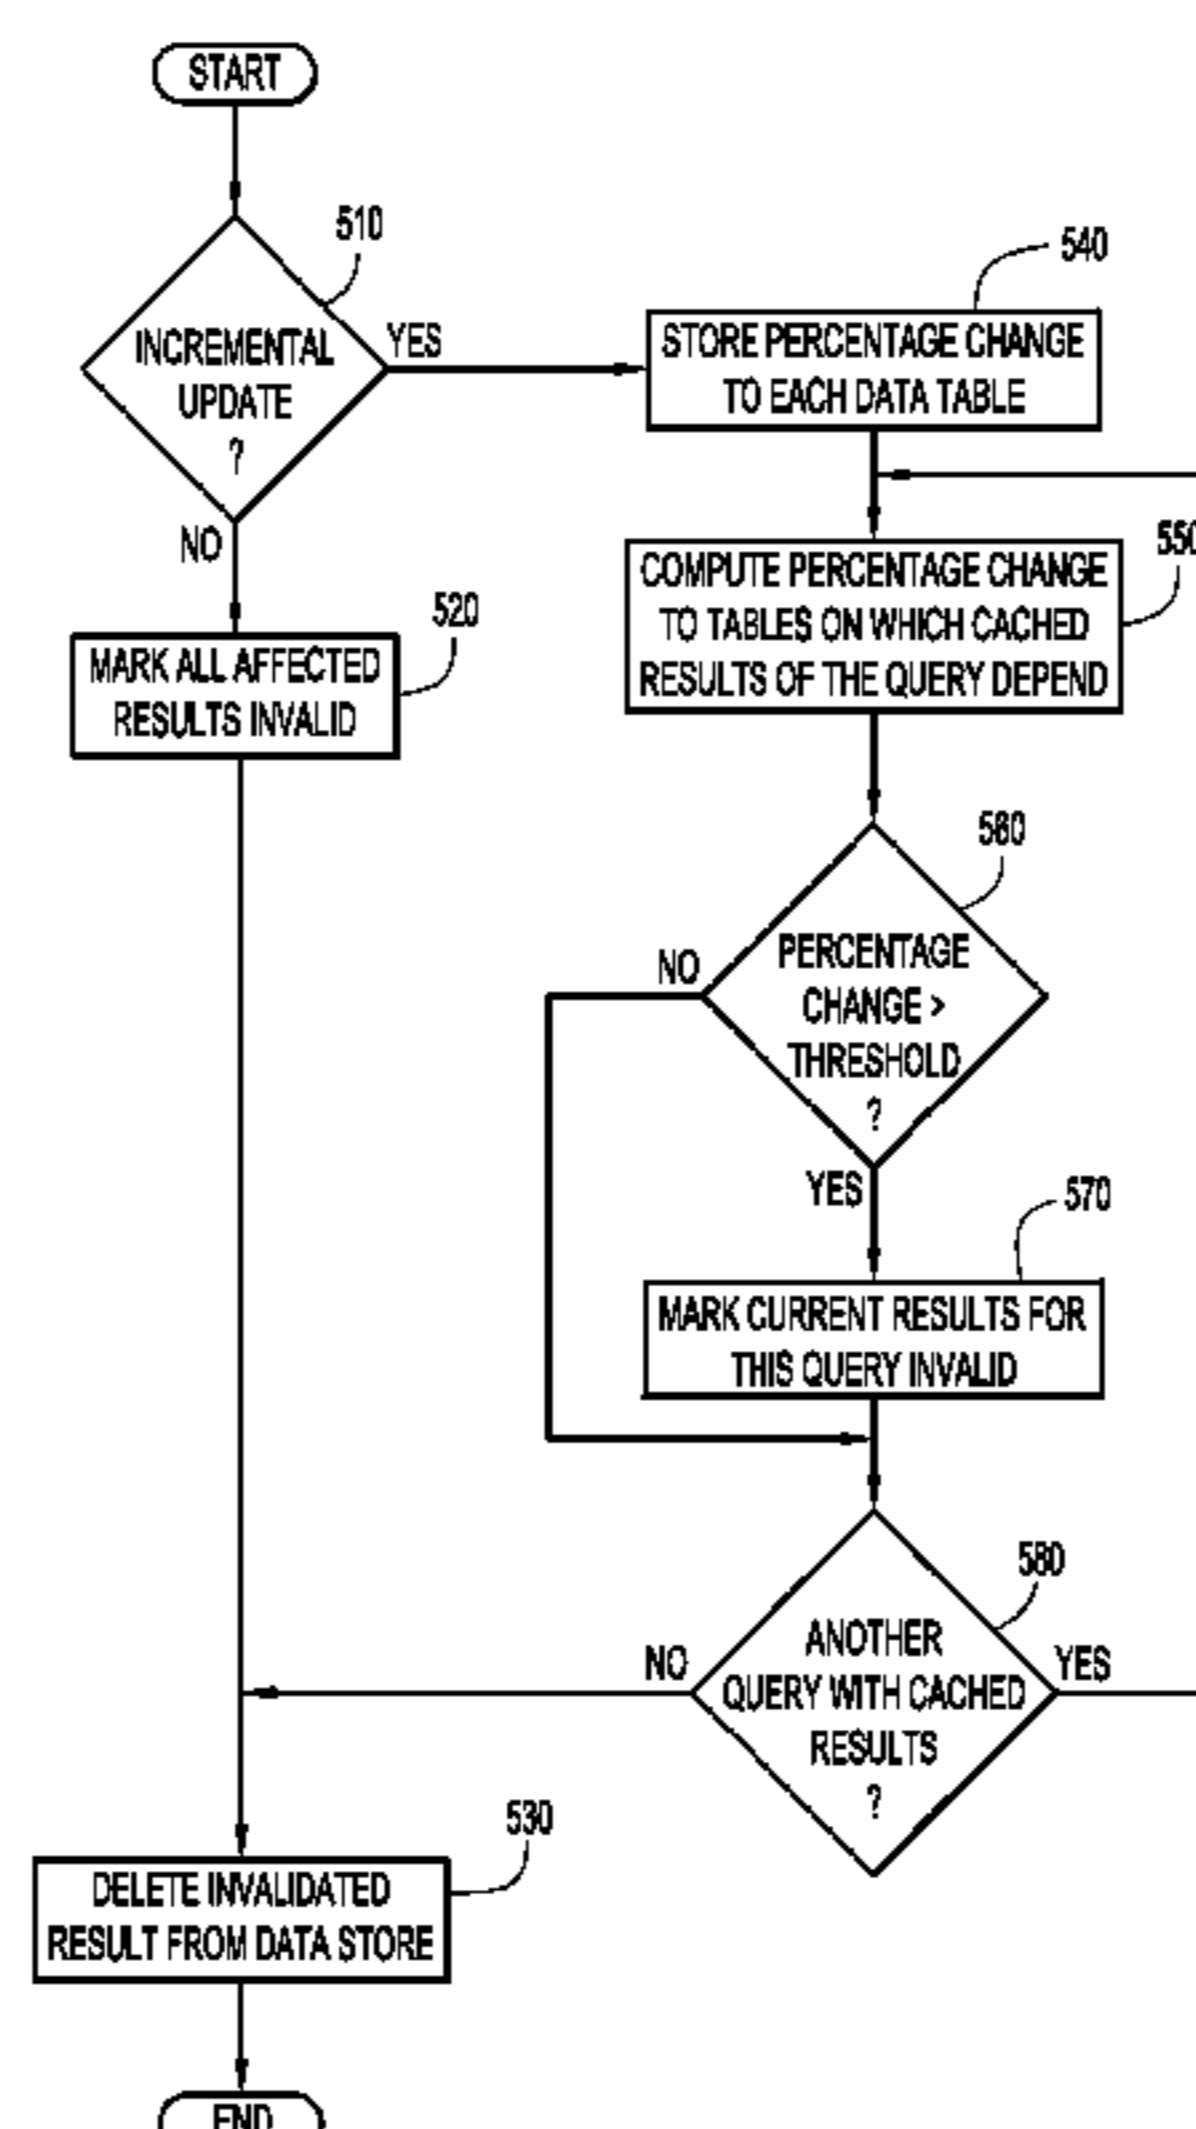 START
510
INCREMENTAL
UPDATE
?
YES
NO
520
MARK ALL AFFECTED
RESULTS INVALID
540
STORE PERCENTAGE CHANGE
TO EACH DATA TABLE
550
COMPUTE PERCENTAGE CHANGE
TO TABLES ON WHICH CACHED
RESULTS OF THE QUERY DEPEND
560
PERCENTAGE
CHANGE >
THRESHOLD
?
NO
YES
570
MARK CURRENT RESULTS FOR
THIS QUERY INVALID
580
ANOTHER
QUERY WITH CACHED
RESULTS
?
NO
YES
530
DELETE INVALIDATED
RESULT FROM DATA STORE
END